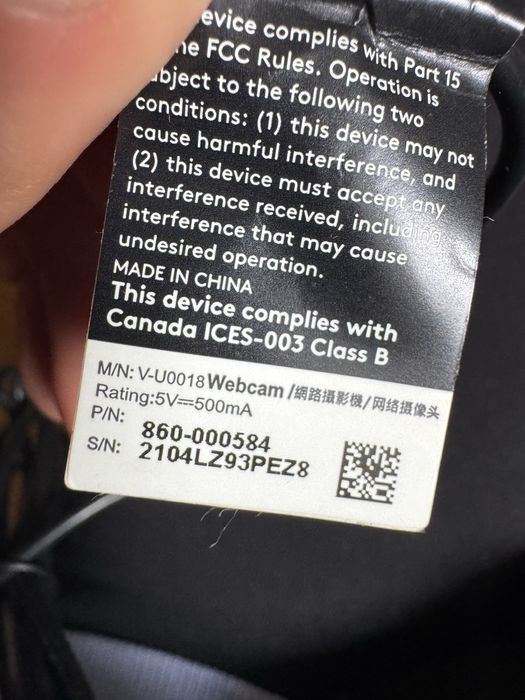 evice complies with Part 15
he FCC Rules. Operation is
bject to the following two
conditions: (1) this device may not
cause harmful interference, and
(2) this device must accept any
interference received, including
interference that may cause
undesired operation.
MADE IN CHINA
This device complies with
Canada ICES-003 Class B
M/N: V-U0018 Webcam/網路攝影機/网络摄像头
Rating:5V⎓500mA
P/N: 860-000584
S/N: 2104LZ93PEZ8